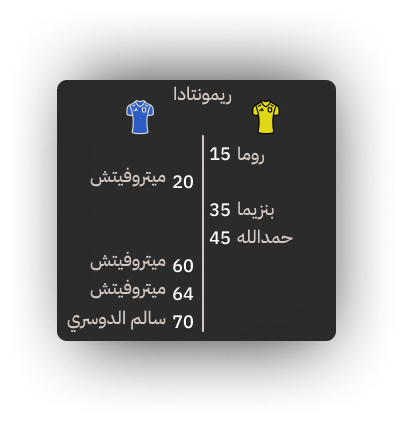 ريمونتادا
روما 15
20 ميتروفيتش
بنزيما 35
حمدالله 45
60 ميتروفيتش
64 ميتروفيتش
70 سالم الدوسري